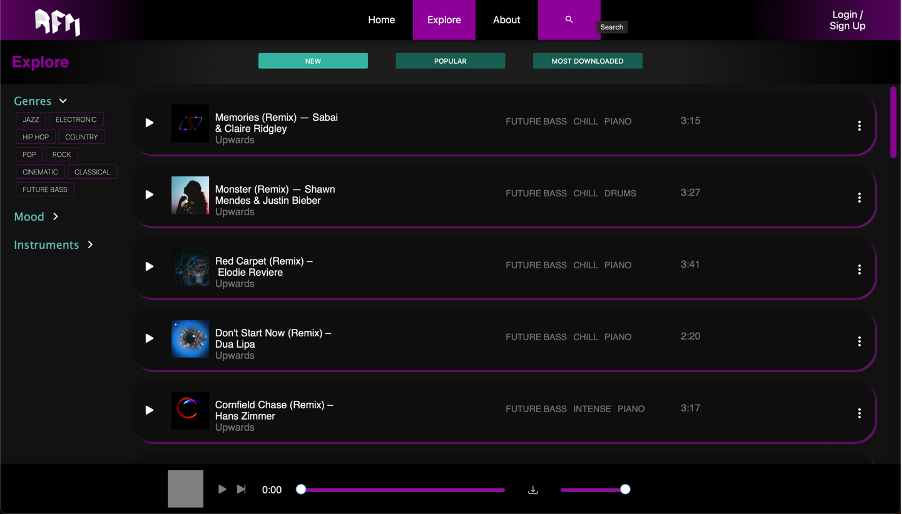 RFM
Home
Explore
About
Search
Login /
Sign Up
Explore
NEW
POPULAR
MOST DOWNLOADED
Genres
JAZZ
ELECTRONIC
HIP HOP
COUNTRY
POP
ROCK
CINEMATIC
CLASSICAL
FUTURE BASS
Mood
Instruments
Memories (Remix) — Sabai
& Claire Ridgley
Upwards
FUTURE BASS CHILL PIANO
3:15
Monster (Remix) — Shawn
Mendes & Justin Bieber
Upwards
FUTURE BASS CHILL DRUMS
3:27
Red Carpet (Remix) –
Elodie Reviere
Upwards
FUTURE BASS CHILL PIANO
3:41
Don't Start Now (Remix) –
Dua Lipa
Upwards
FUTURE BASS CHILL PIANO
2:20
Cornfield Chase (Remix) –
Hans Zimmer
Upwards
FUTURE BASS INTENSE PIANO
3:17
0:00